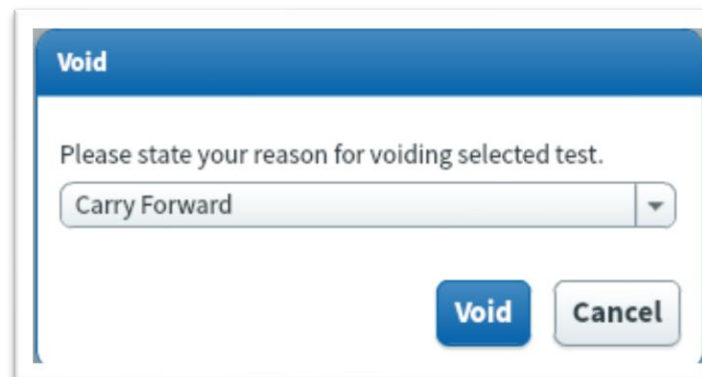 Void
Please state your reason for voiding selected test.
Carry Forward
Void Cancel